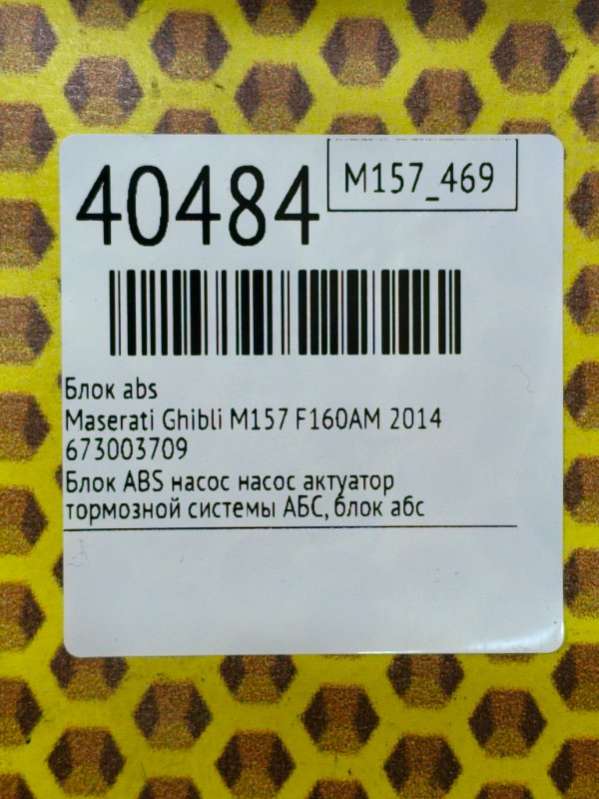 40484
M157_469
Блок abs
Maserati Ghibli M157 F160AM 2014
673003709
Блок ABS насос насос актуатор
тормозной системы АБС, блок абс